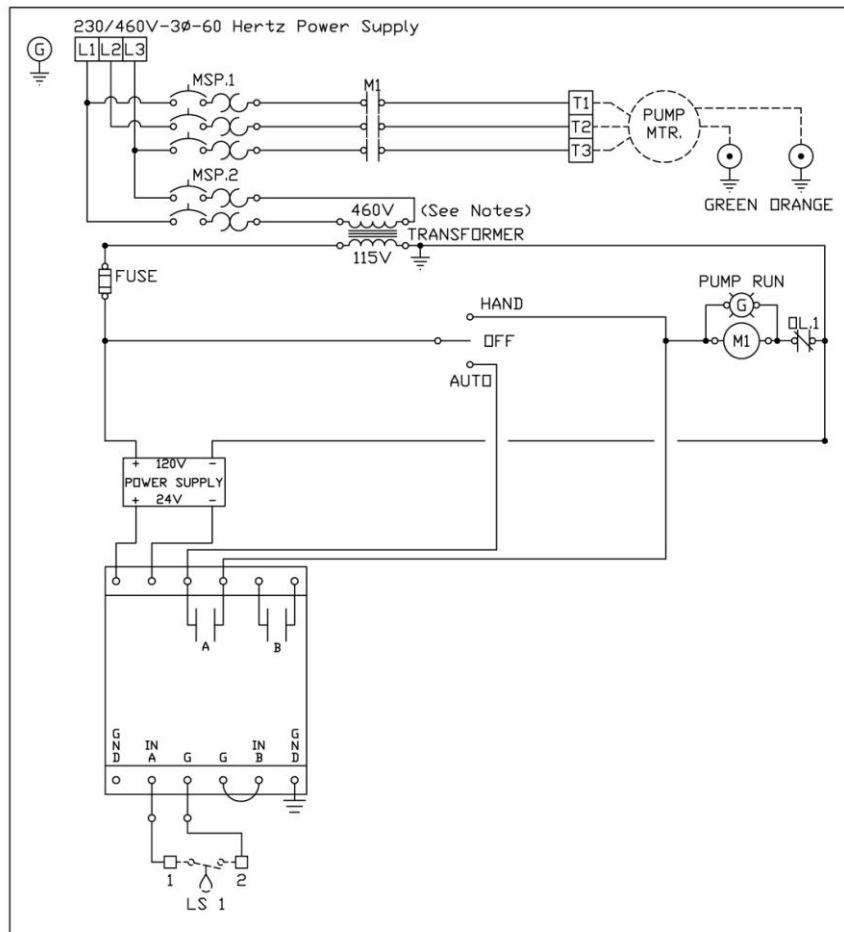 230/460V-3Ø-60 Hertz Power Supply
G
L1 L2 L3
MSP.1
M1
T1
T2
T3
PUMP
MTR.
GREEN ORANGE
MSP.2
460V (See Notes)
TRANSFORMER
115V
FUSE
HAND
OFF
AUTO
PUMP RUN
G
M1
OL.1
+ 120V -
POWER SUPPLY
+ 24V -
A
B
GND
IN A
G
G
IN B
GND
1
2
LS 1